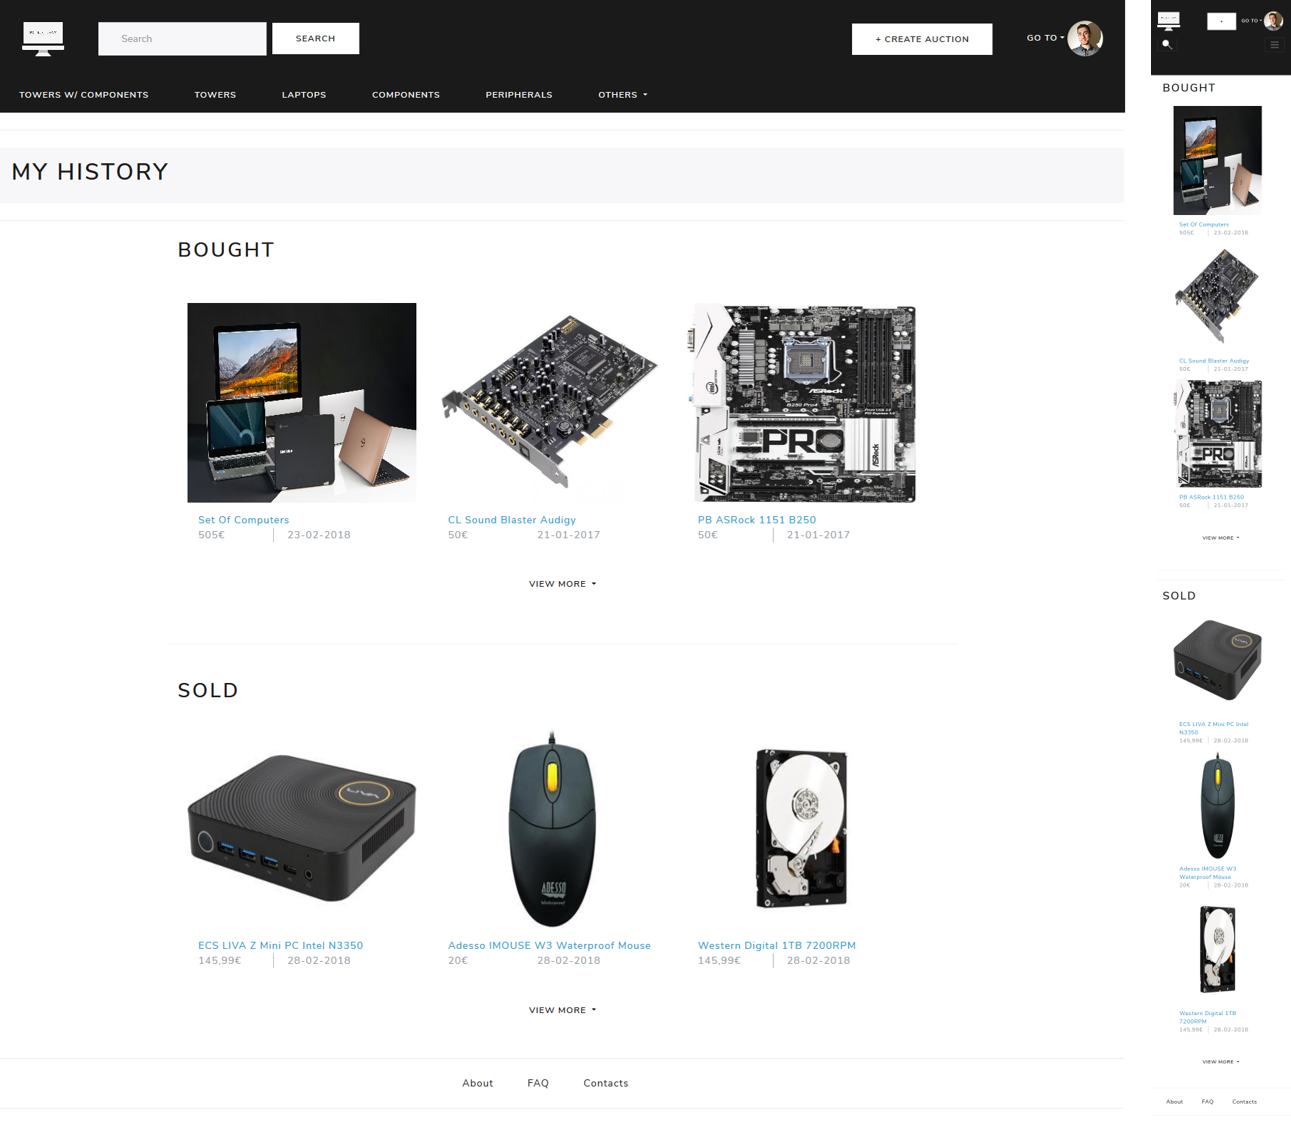 SEARCH
Search
+ CREATE AUCTION
GO TO
TOWERS W/ COMPONENTS
TOWERS
LAPTOPS
COMPONENTS
PERIPHERALS
OTHERS
MY HISTORY
BOUGHT
PRO
ASRock
Set Of Computers
505€
23-02-2018
CL Sound Blaster Audigy
50€
21-01-2017
PB ASRock 1151 B250
50€
21-01-2017
VIEW MORE
SOLD
LIVA
ADESSO
ECS LIVA Z Mini PC Intel N3350
145,99€
28-02-2018
Adesso IMOUSE W3 Waterproof Mouse
20€
28-02-2018
Western Digital 1TB 7200RPM
145,99€
28-02-2018
VIEW MORE
About
FAQ
Contacts
+
GO TO
BOUGHT
Set Of Computers
505€
23-02-2018
CL Sound Blaster Audigy
50€
21-01-2017
PRO
PB ASRock 1151 B250
50€
21-01-2017
VIEW MORE
SOLD
ECS LIVA Z Mini PC Intel
N3350
145,99€
28-02-2018
Adesso IMOUSE W3
Waterproof Mouse
20€
28-02-2018
Western Digital 1TB
7200RPM
145,99€
28-02-2018
VIEW MORE
About
FAQ
Contacts